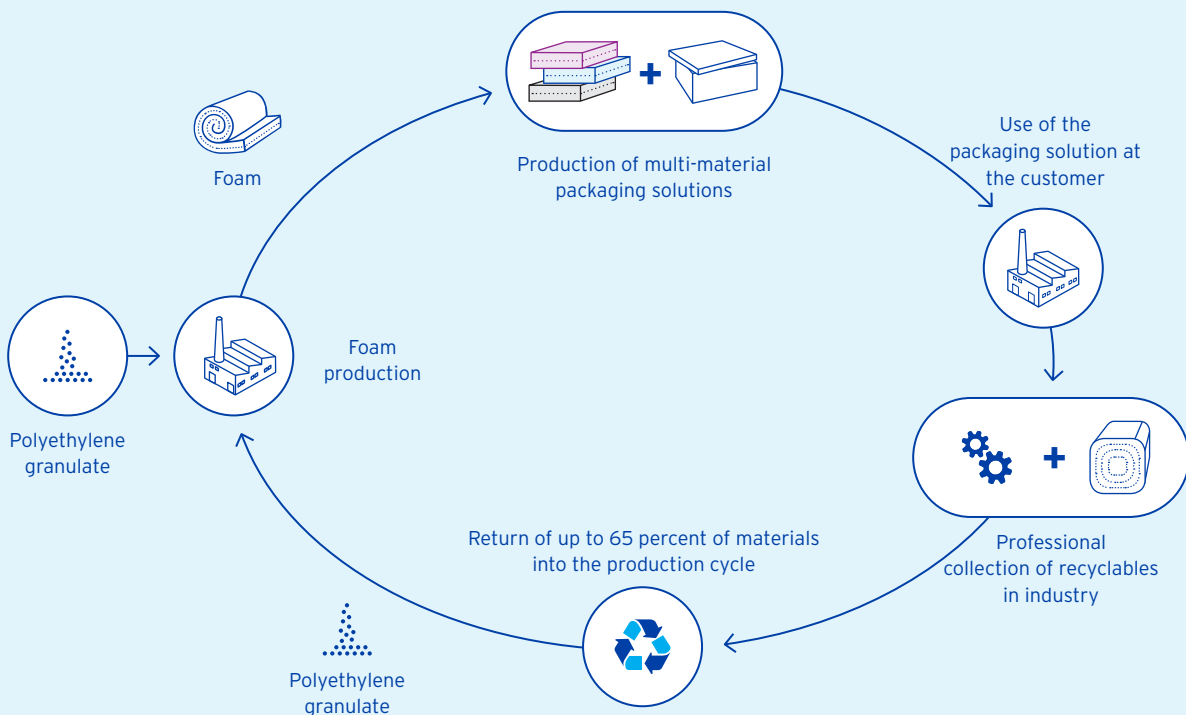 Foam
Production of multi-material
packaging solutions
Use of the
packaging solution at
the customer
Foam
production
Polyethylene
granulate
Return of up to 65 percent of materials
into the production cycle
Professional
collection of recyclables
in industry
Polyethylene
granulate